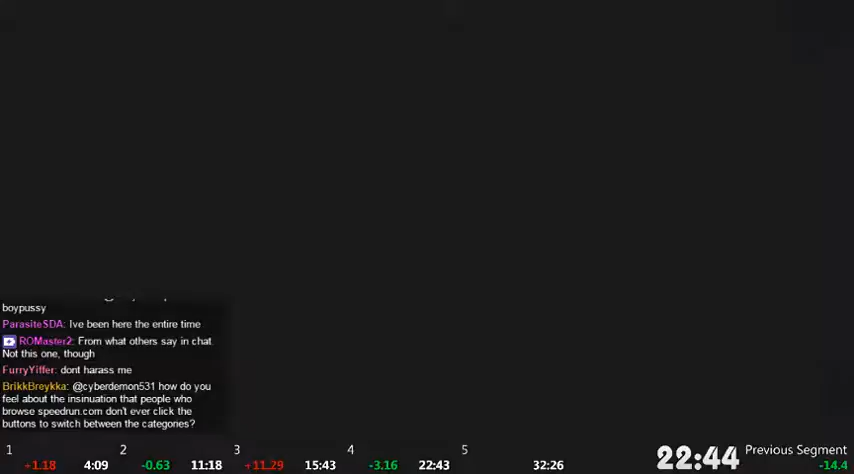 boypussy
ParasiteSDA: Ive been here the entire time
ROMaster2: From what others say in chat.
Not this one, though
FurryYiffer: dont harass me
BrikkBreykka: @cyberdemon531 how do you
feel about the insinuation that people who
browse speedrun.com don't ever click the
buttons to switch between the categories?
1 2 3 4 5
+1.18 4:09 -0.63 11:18 +11.29 15:43 -3.16 22:43 32:26
22:44 Previous Segment
-14.4